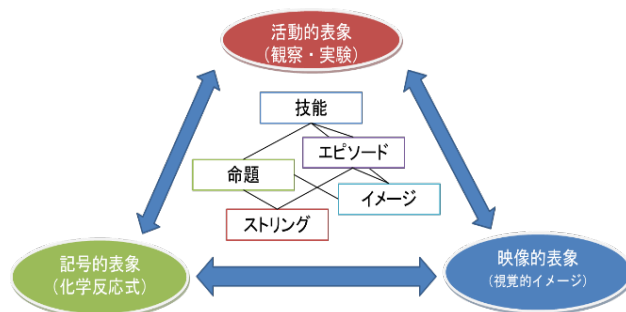 活動的表象
(観察・実験)
技能
エピソード
命題
イメージ
ストリング
記号的表象
(化学反応式)
映像的表象
(視覚的イメージ)